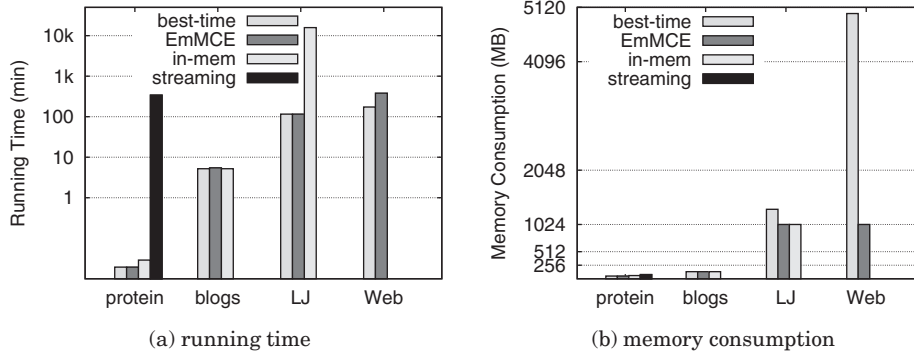 Running Time (min)
10k
1k
100
10
1
best-time
EmMCE
in-mem
streaming
protein blogs LJ Web
(a) running time
Memory Consumption (MB)
5120
4096
2048
1024
512
256
best-time
EmMCE
in-mem
streaming
protein blogs LJ Web
(b) memory consumption